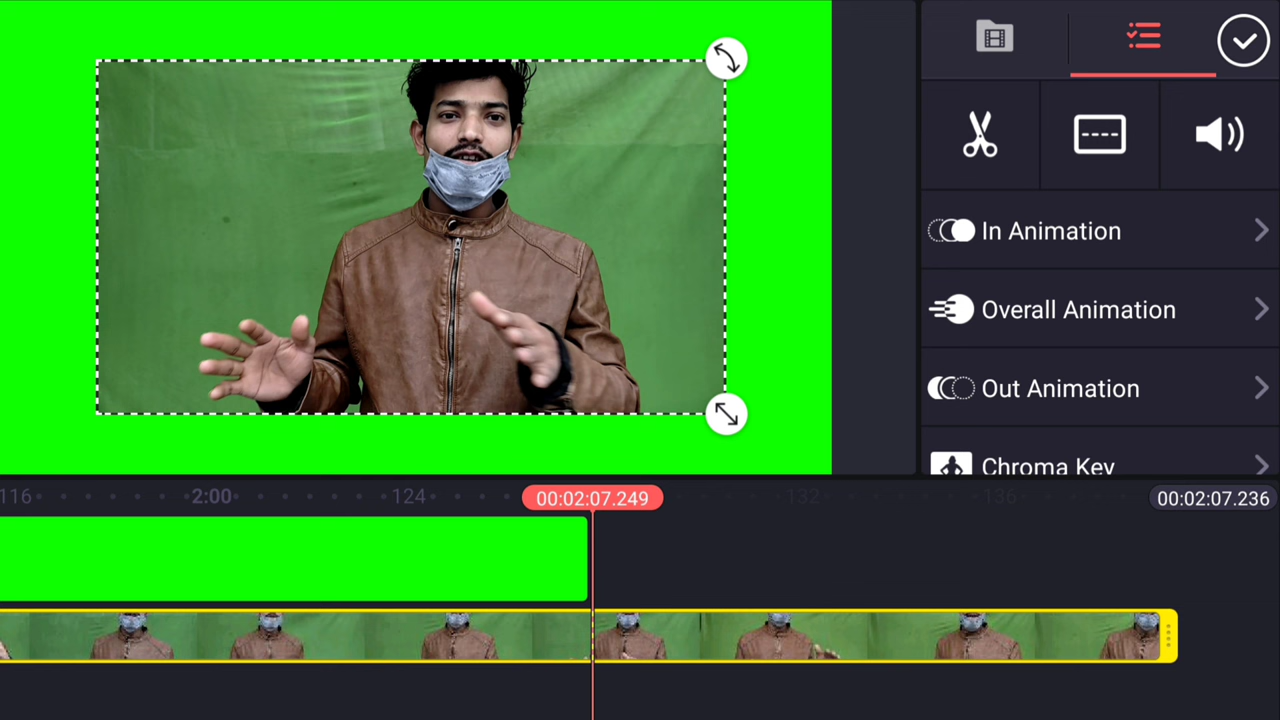 In Animation
Overall Animation
Out Animation
Chroma Key
116
2:00
124
00:02:07.249
132
136
00:02:07.236